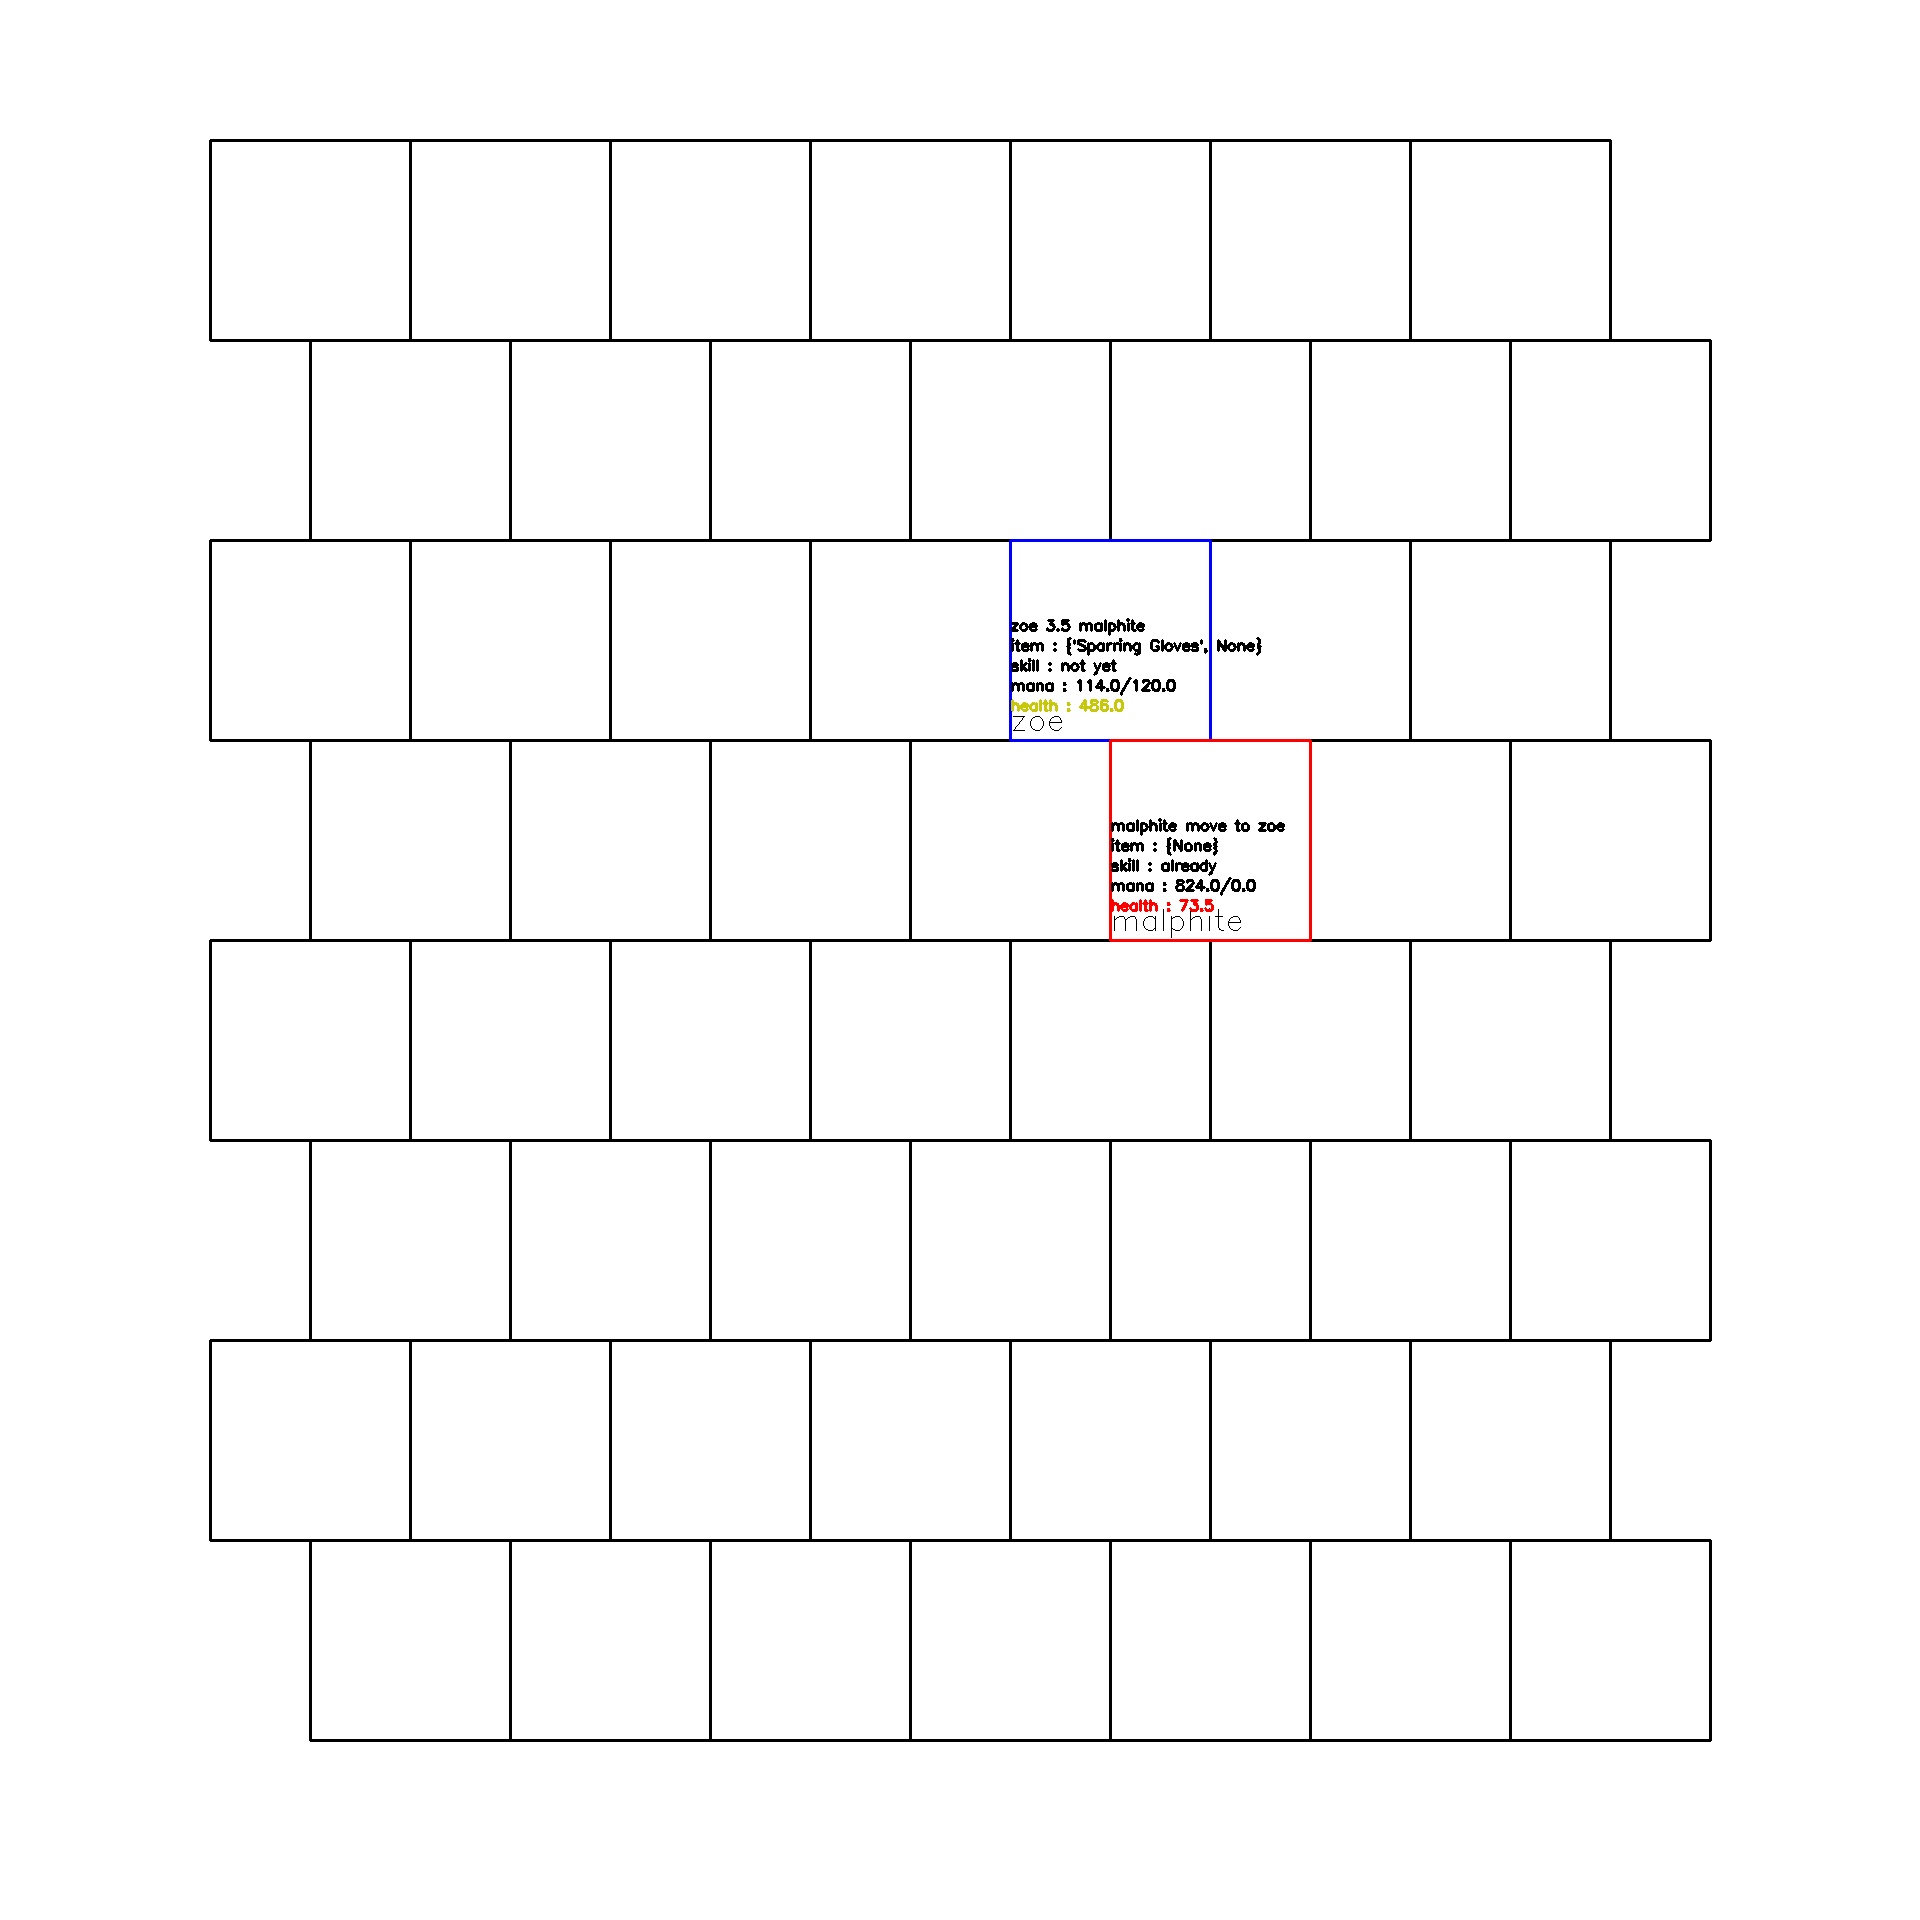 zoe 3.5 malphite
item : {'Sparring Gloves', None}
skill : not yet
mana : 114.0/120.0
health : 486.0
zoe
malphite move to zoe
item : {None}
skill : already
mana : 824.0/0.0
health : 73.5
malphite